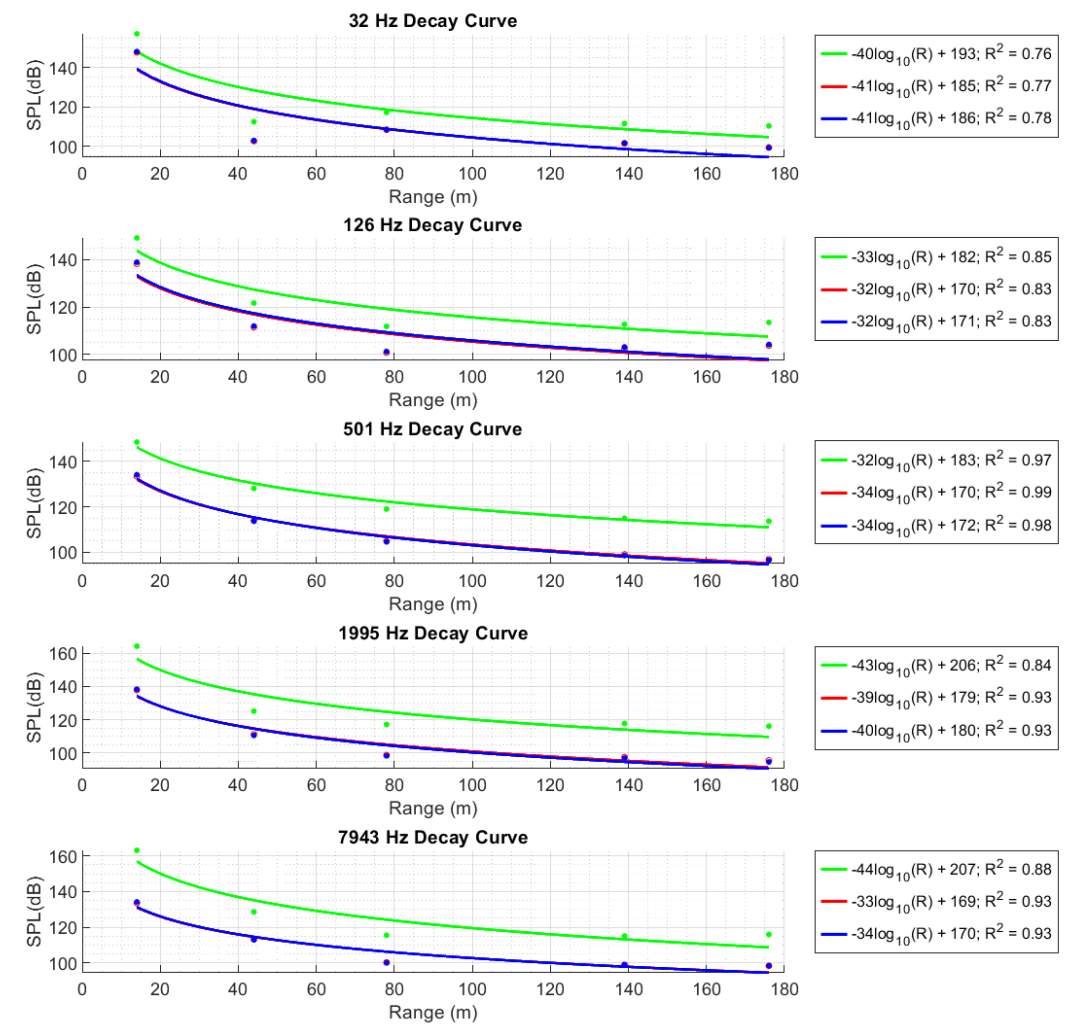 32 Hz Decay Curve
140
120
100
SPL(dB)
0 20 40 60 80 100 120 140 160 180
Range (m)
-40log10(R) + 193; R2 = 0.76
-41log10(R) + 185; R2 = 0.77
-41log10(R) + 186; R2 = 0.78
126 Hz Decay Curve
140
120
100
SPL(dB)
0 20 40 60 80 100 120 140 160 180
Range (m)
-33log10(R) + 182; R2 = 0.85
-32log10(R) + 170; R2 = 0.83
-32log10(R) + 171; R2 = 0.83
501 Hz Decay Curve
140
120
100
SPL(dB)
0 20 40 60 80 100 120 140 160 180
Range (m)
-32log10(R) + 183; R2 = 0.97
-34log10(R) + 170; R2 = 0.99
-34log10(R) + 172; R2 = 0.98
1995 Hz Decay Curve
160
140
120
100
SPL(dB)
0 20 40 60 80 100 120 140 160 180
Range (m)
-43log10(R) + 206; R2 = 0.84
-39log10(R) + 179; R2 = 0.93
-40log10(R) + 180; R2 = 0.93
7943 Hz Decay Curve
160
140
120
100
SPL(dB)
0 20 40 60 80 100 120 140 160 180
Range (m)
-44log10(R) + 207; R2 = 0.88
-33log10(R) + 169; R2 = 0.93
-34log10(R) + 170; R2 = 0.93